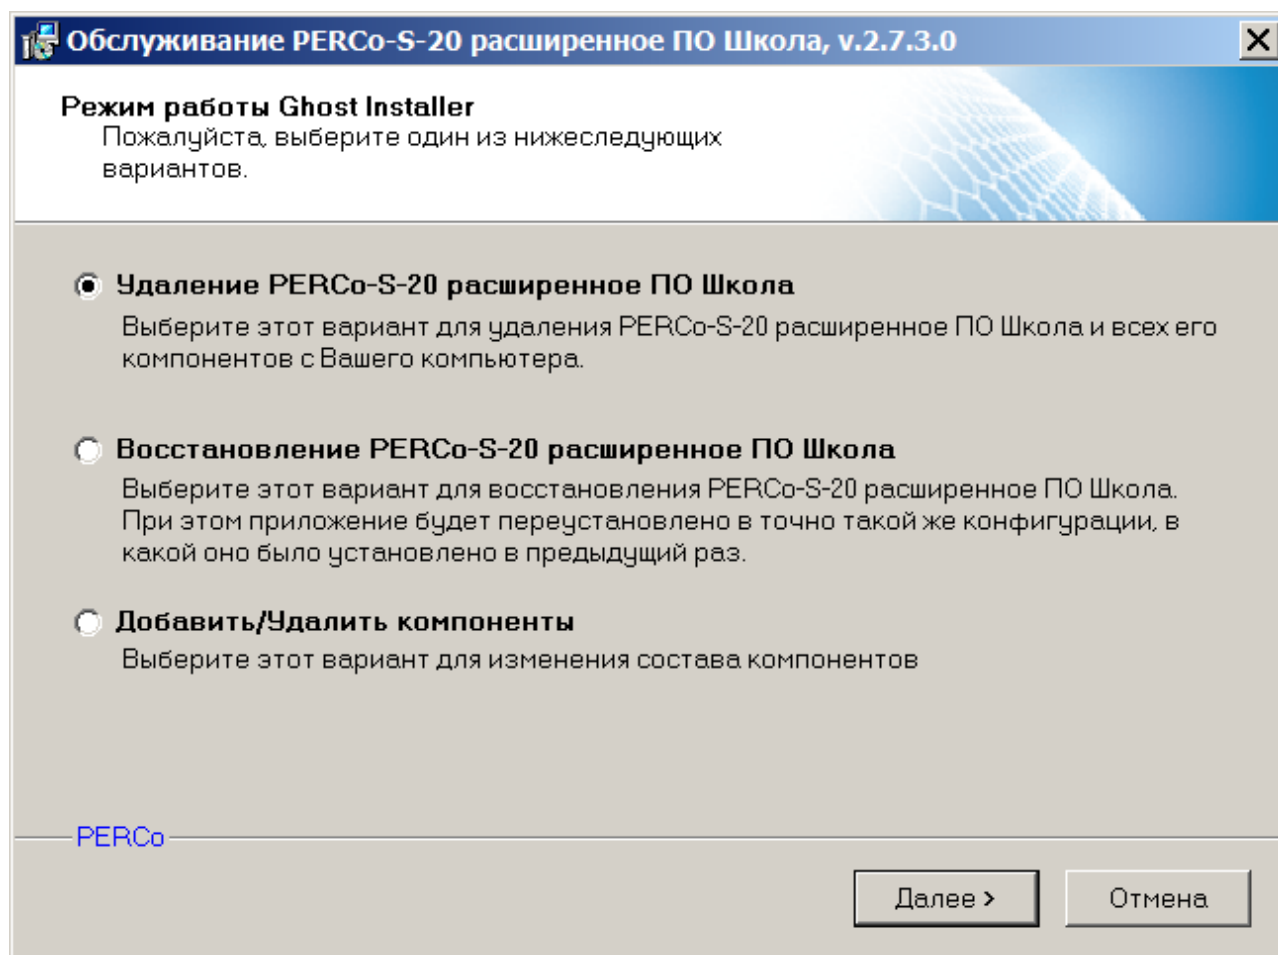 Обслуживание PERCo-S-20 расширенное ПО Школа, v.2.7.3.0
Режим работы Ghost Installer
Пожалуйста, выберите один из нижеследующих
вариантов.
Удаление PERCo-S-20 расширенное ПО Школа
Выберите этот вариант для удаления PERCo-S-20 расширенное ПО Школа и всех его
компонентов с Вашего компьютера.
Восстановление PERCo-S-20 расширенное ПО Школа
Выберите этот вариант для восстановления PERCo-S-20 расширенное ПО Школа.
При этом приложение будет переустановлено в точно такой же конфигурации, в
какой оно было установлено в предыдущий раз.
Добавить/Удалить компоненты
Выберите этот вариант для изменения состава компонентов
PERCo
Далее >
Отмена